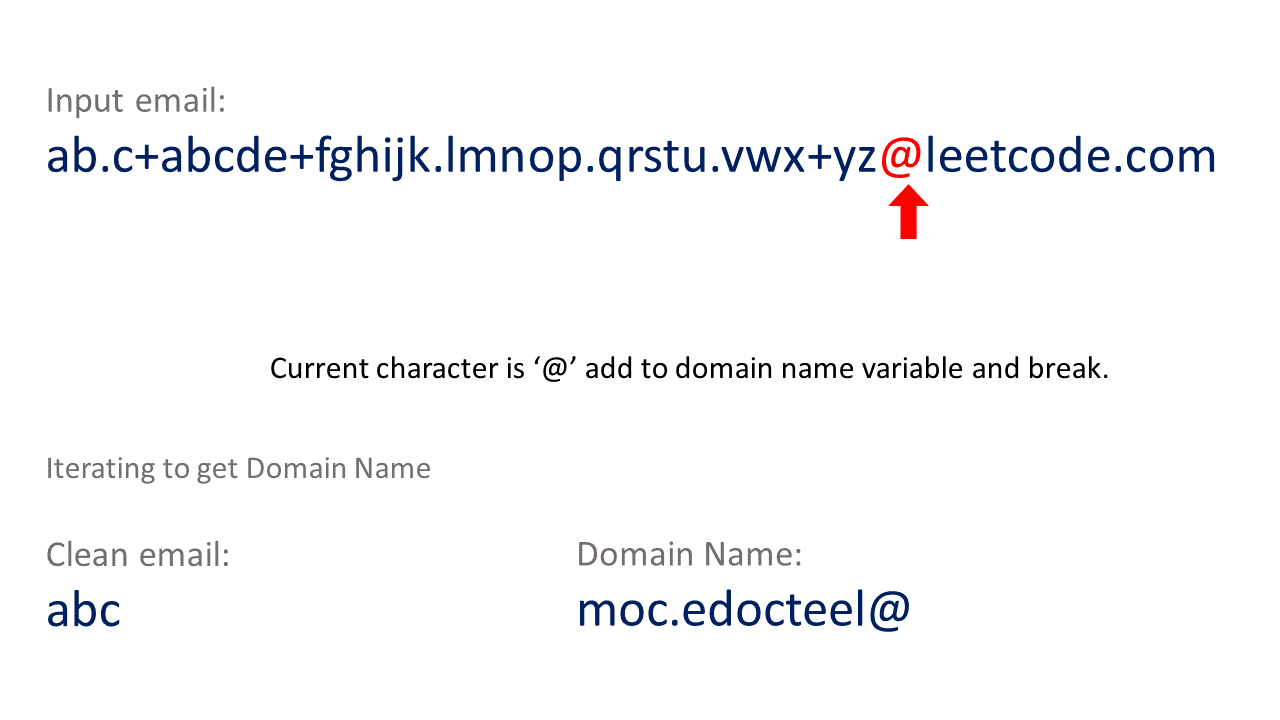 Input email:
ab.c+abcde+fghijk.lmnop.qrstu.vwx+yz@leetcode.com
Current character is ‘@’ add to domain name variable and break.
Iterating to get Domain Name
Clean email:
abc
Domain Name:
moc.edocteel@